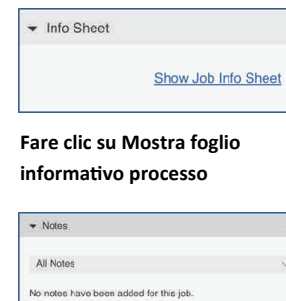 Info Sheet
Show Job Info Sheet
Fare clic su Mostra foglio
informativo processo
Notes
All Notes
No notes have been added for this job.